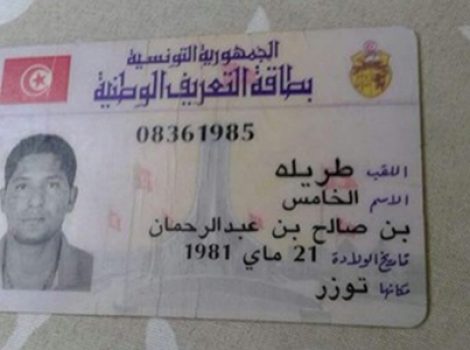 الجمهورية التونسية
بطاقة التعريف الوطنية
08361985
اللقب طريله
الاسم الخامس
بن صالح بن عبدالرحمان
تاريخ الولادة 21 ماي 1981
مكانها توزر